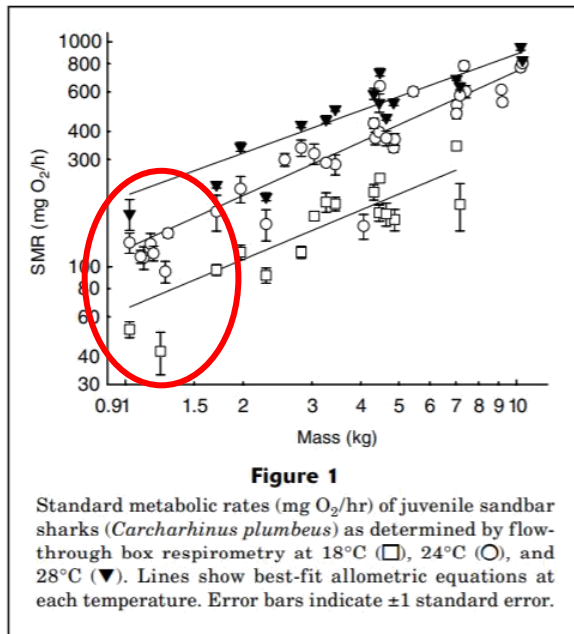 1000
800
600
400
300
100
80
60
40
30
SMR (mg O₂/h)
0.91 1.5 2 3 4 5 6 7 8 9 10
Mass (kg)
Figure 1
Standard metabolic rates (mg O₂/hr) of juvenile sandbar
sharks (Carcharhinus plumbeus) as determined by flow-
through box respirometry at 18°C (□), 24°C (○), and
28°C (▼). Lines show best-fit allometric equations at
each temperature. Error bars indicate ±1 standard error.